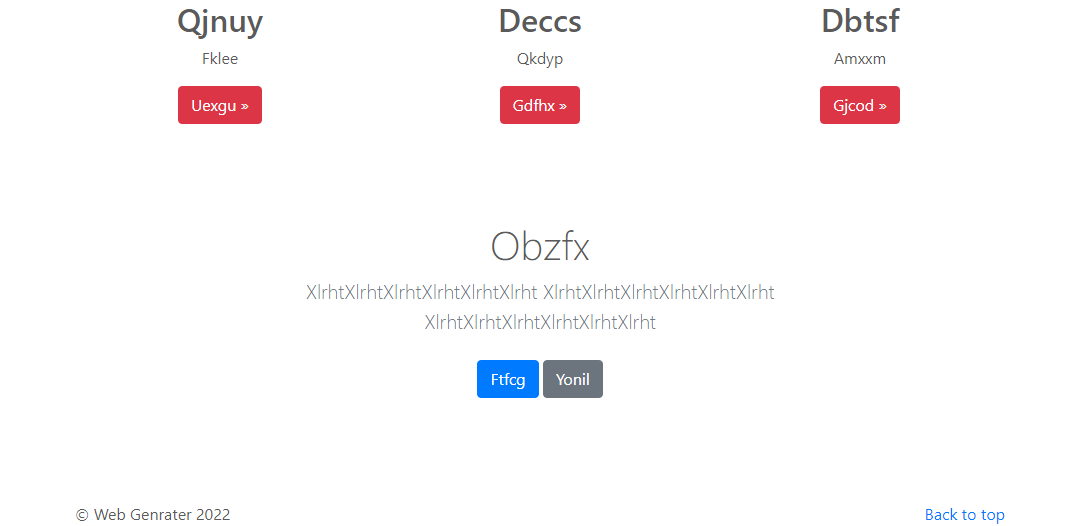 Qjnuy Deccs Dbtsf
Fklee Qkdyp Amxxm
Uexgu » Gdfhx » Gjcod »
Obzfx
XlrhtXlrhtXlrhtXlrhtXlrhtXlrht XlrhtXlrhtXlrhtXlrhtXlrhtXlrht
XlrhtXlrhtXlrhtXlrhtXlrhtXlrht
Ftfcg Yonil
© Web Genrater 2022 Back to top